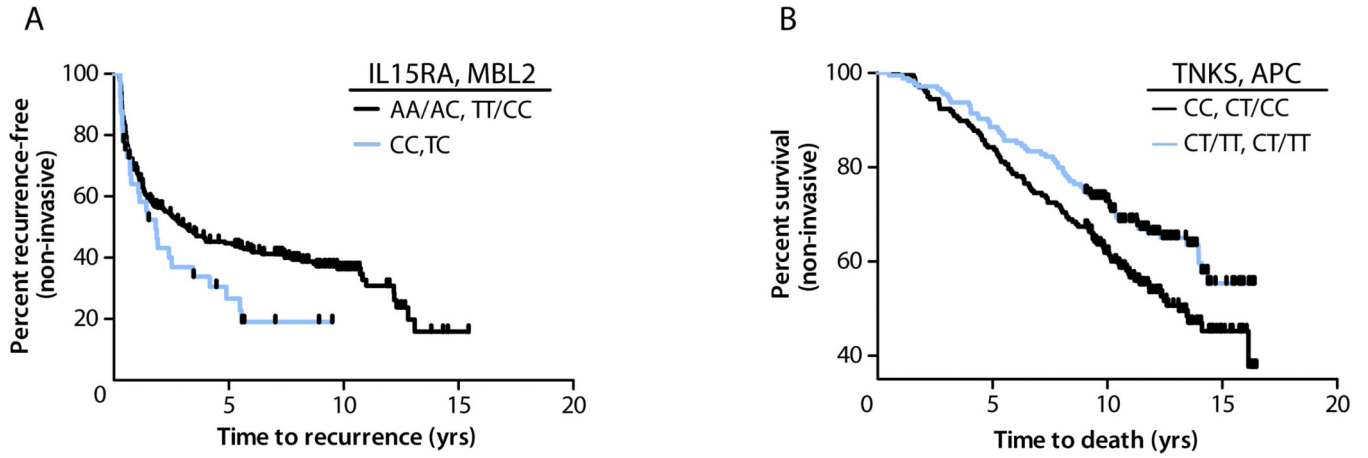 A
IL15RA, MBL2
AA/AC, TT/CC
CC,TC
Percent recurrence-free
(non-invasive)
100
80
60
40
20
0
5
10
15
20
Time to recurrence (yrs)
B
TNKS, APC
CC, CT/CC
CT/TT, CT/TT
Percent survival
(non-invasive)
100
80
60
40
0
5
10
15
20
Time to death (yrs)